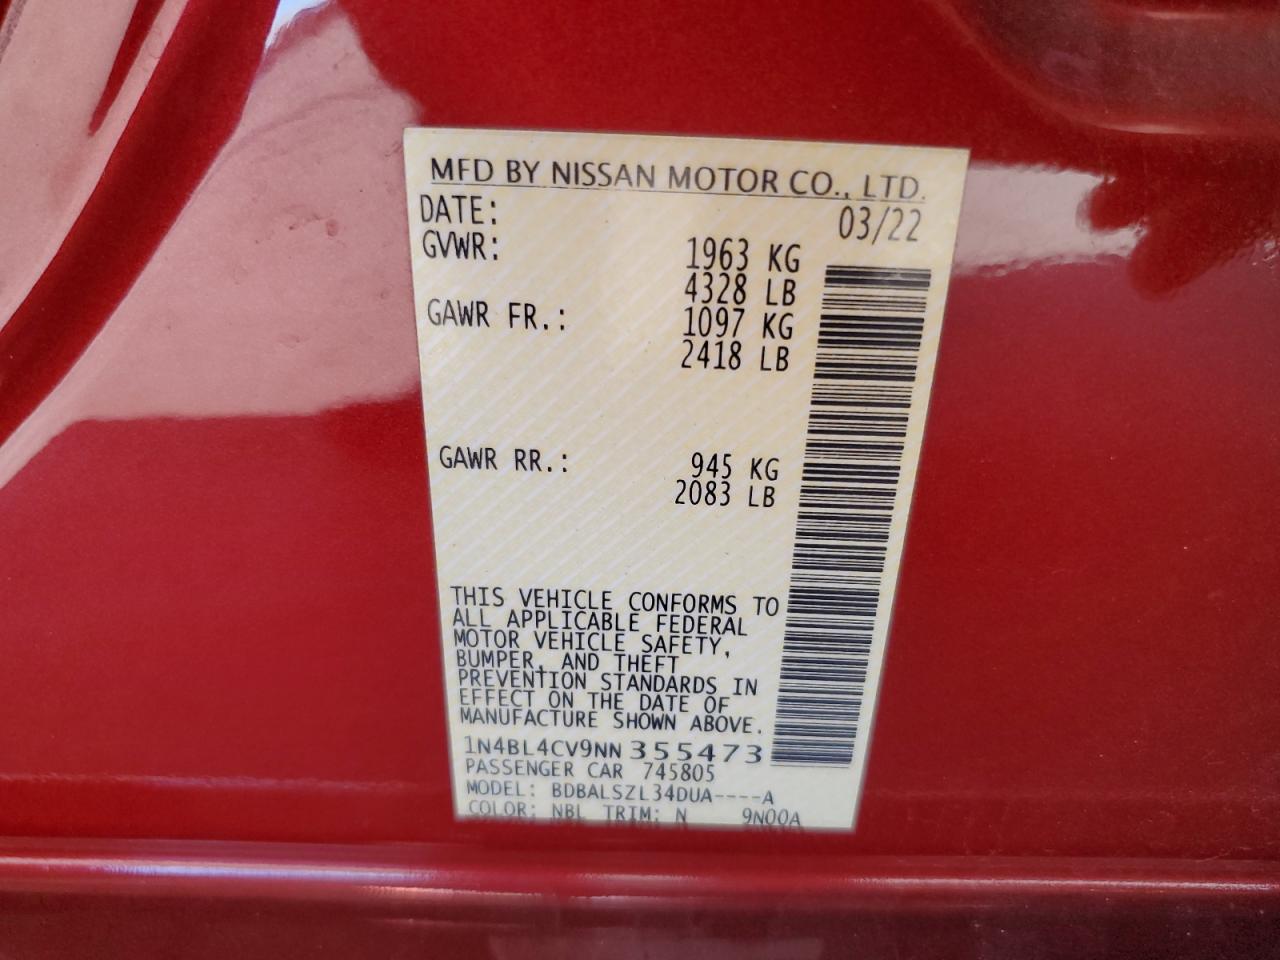 MFD BY NISSAN MOTOR CO., LTD.
DATE: 03/22
GVWR: 1963 KG
4328 LB
GAWR FR.: 1097 KG
2418 LB
GAWR RR.: 945 KG
2083 LB
THIS VEHICLE CONFORMS TO
ALL APPLICABLE FEDERAL
MOTOR VEHICLE SAFETY,
BUMPER, AND THEFT
PREVENTION STANDARDS IN
EFFECT ON THE DATE OF
MANUFACTURE SHOWN ABOVE.
1N4BL4CV9NN355473
PASSENGER CAR 745805
MODEL: BDBALSZL34DUA----A
COLOR: NBL TRIM: N 9N00A